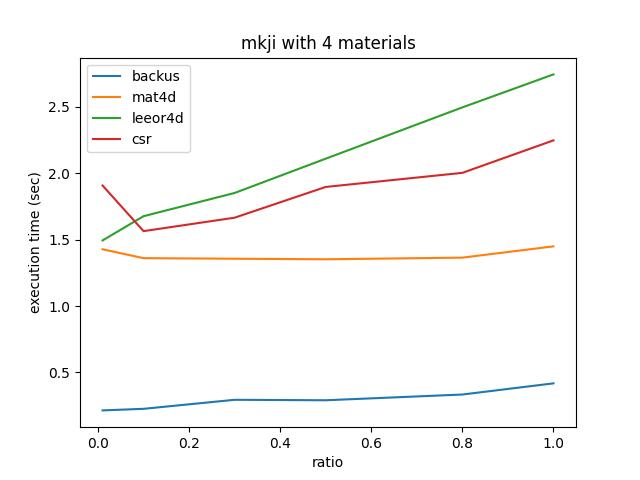 mkji with 4 materials
backus
mat4d
leeor4d
csr
execution time (sec)
2.5
2.0
1.5
1.0
0.5
0.0 0.2 0.4 0.6 0.8 1.0
ratio